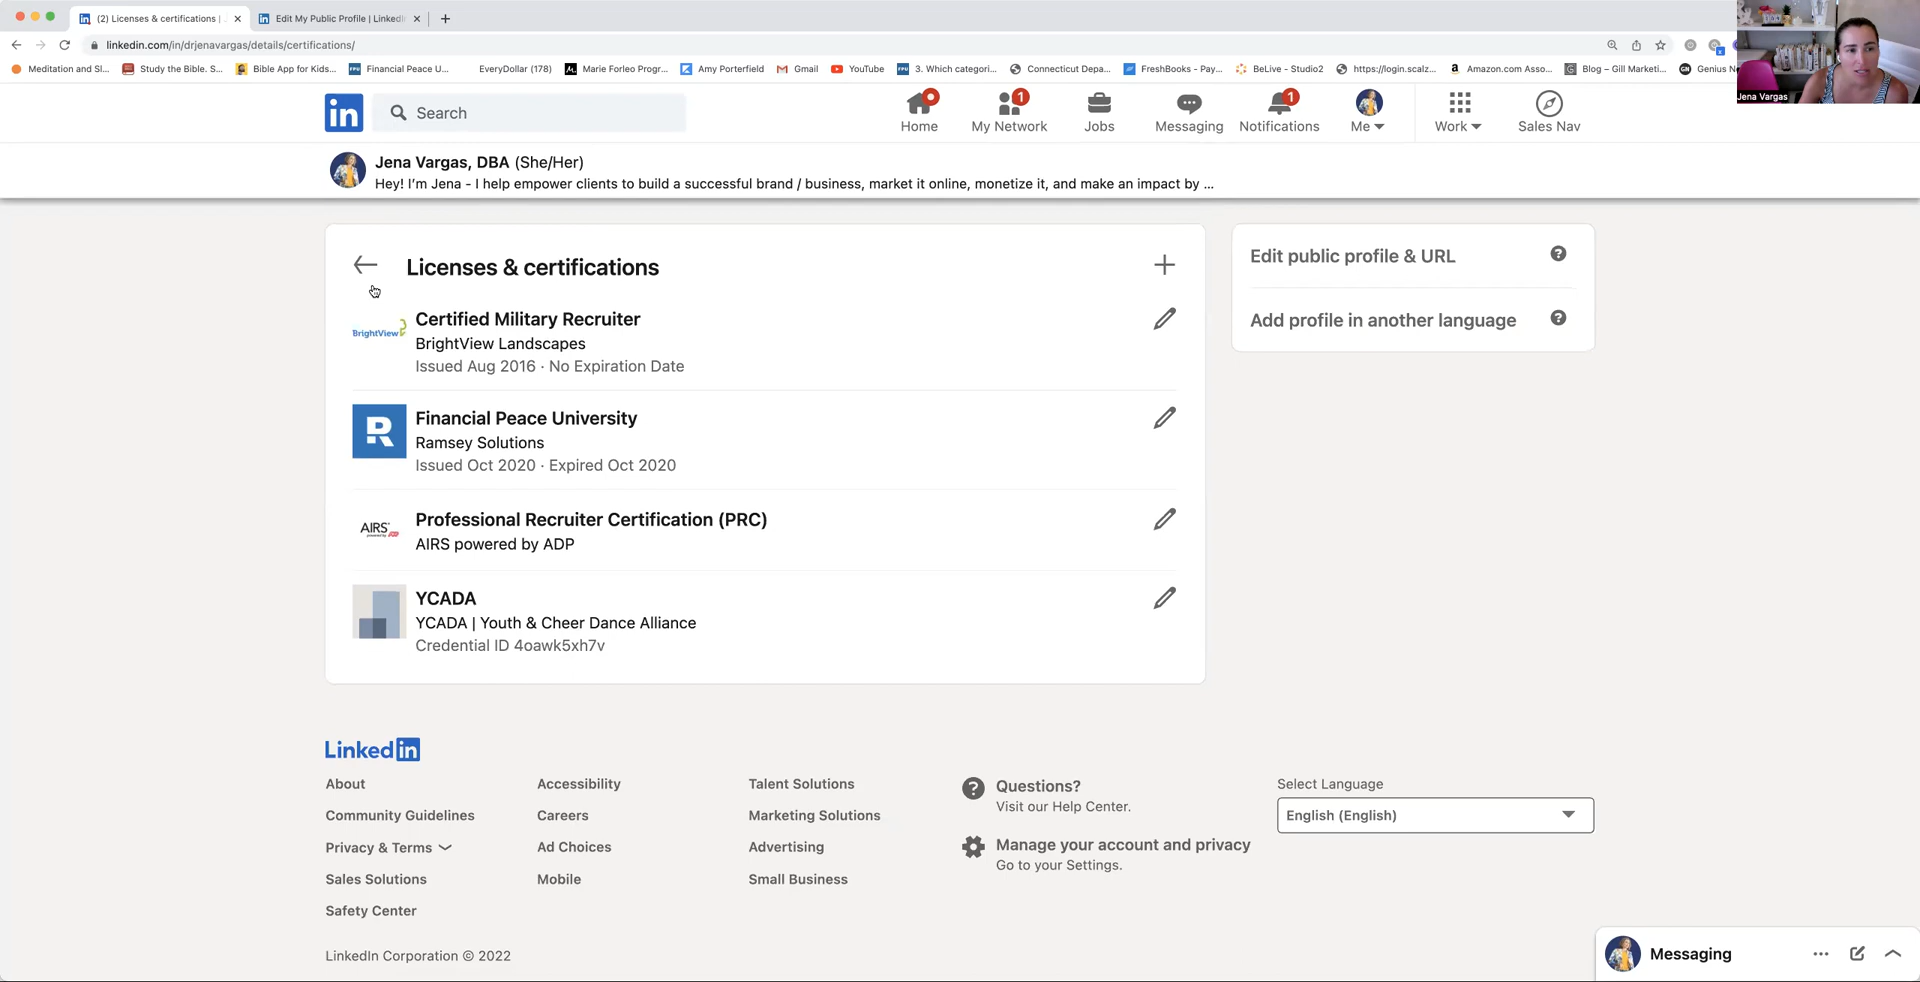 (2) Licenses & certifications |
Edit My Public Profile | LinkedIn
linkedin.com/in/drjenavargas/details/certifications/
Meditation and Sl...
Study the Bible. S...
Bible App for Kids...
Financial Peace U...
EveryDollar (178)
Marie Forleo Progr...
Amy Porterfield
Gmail
YouTube
3. Which categori...
Connecticut Depa...
FreshBooks - Pay...
BeLive - Studio2
https://login.scalz...
Amazon.com Asso...
Blog – Gill Marketi...
Genius N
Jena Vargas
in
Search
Home
1
My Network
Jobs
Messaging
1
Notifications
Me
Work
Sales Nav
Jena Vargas, DBA (She/Her)
Hey! I'm Jena - I help empower clients to build a successful brand / business, market it online, monetize it, and make an impact by ...
Licenses & certifications
BrightView
Certified Military Recruiter
BrightView Landscapes
Issued Aug 2016 · No Expiration Date
R
Financial Peace University
Ramsey Solutions
Issued Oct 2020 · Expired Oct 2020
AIRS
Professional Recruiter Certification (PRC)
AIRS powered by ADP
YCADA
YCADA | Youth & Cheer Dance Alliance
Credential ID 4oawk5xh7v
Edit public profile & URL
Add profile in another language
LinkedIn
About
Accessibility
Talent Solutions
Community Guidelines
Careers
Marketing Solutions
Privacy & Terms
Ad Choices
Advertising
Sales Solutions
Mobile
Small Business
Safety Center
Questions?
Visit our Help Center.
Manage your account and privacy
Go to your Settings.
Select Language
English (English)
LinkedIn Corporation © 2022
Messaging